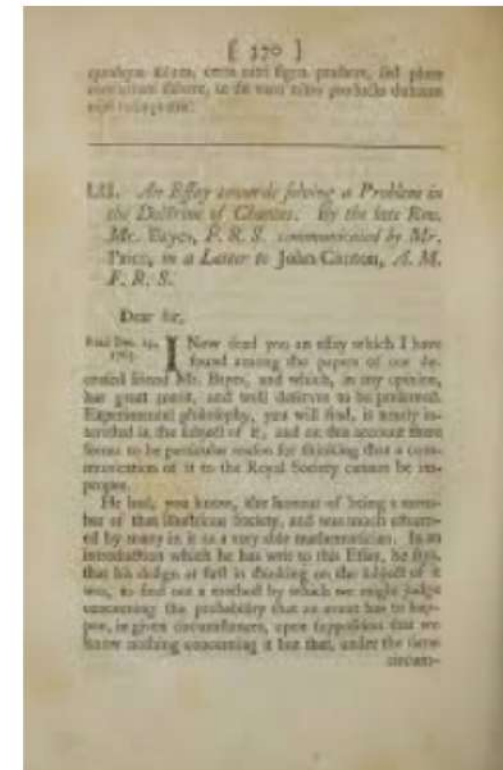 [ 370 ]
LII. An Eſſay towards ſolving a Problem in
the Doctrine of Chances. By the late Rev.
Mr. Bayes, F. R. S. communicated by Mr.
Price, in a Letter to John Canton, A. M.
F. R. S.
Dear Sir,
Read Dec. 23,
1763.
I Now ſend you an eſſay which I have
found among the papers of our de-
ceaſed friend Mr. Bayes, and which, in my opinion,
has great merit, and well deſerves to be preſerved.
Experimental philoſophy, you will find, is nearly in-
tereſted in the ſubject of it; and on this account there
ſeems to be particular reaſon for thinking that a com-
munication of it to the Royal Society cannot be im-
proper.
He had, you know, the honour of being a mem-
ber of that illuſtrious Society, and was much eſteem-
ed by many in it as a very able mathematician. In an
introduction which he has writ to this Eſſay, he ſays,
that his deſign at firſt in thinking on the ſubject of it
was, to find out a method by which we might judge
concerning the probability that an event has to hap-
pen, in given circumſtances, upon ſuppoſition that we
know nothing concerning it but that, under the ſame
circum-